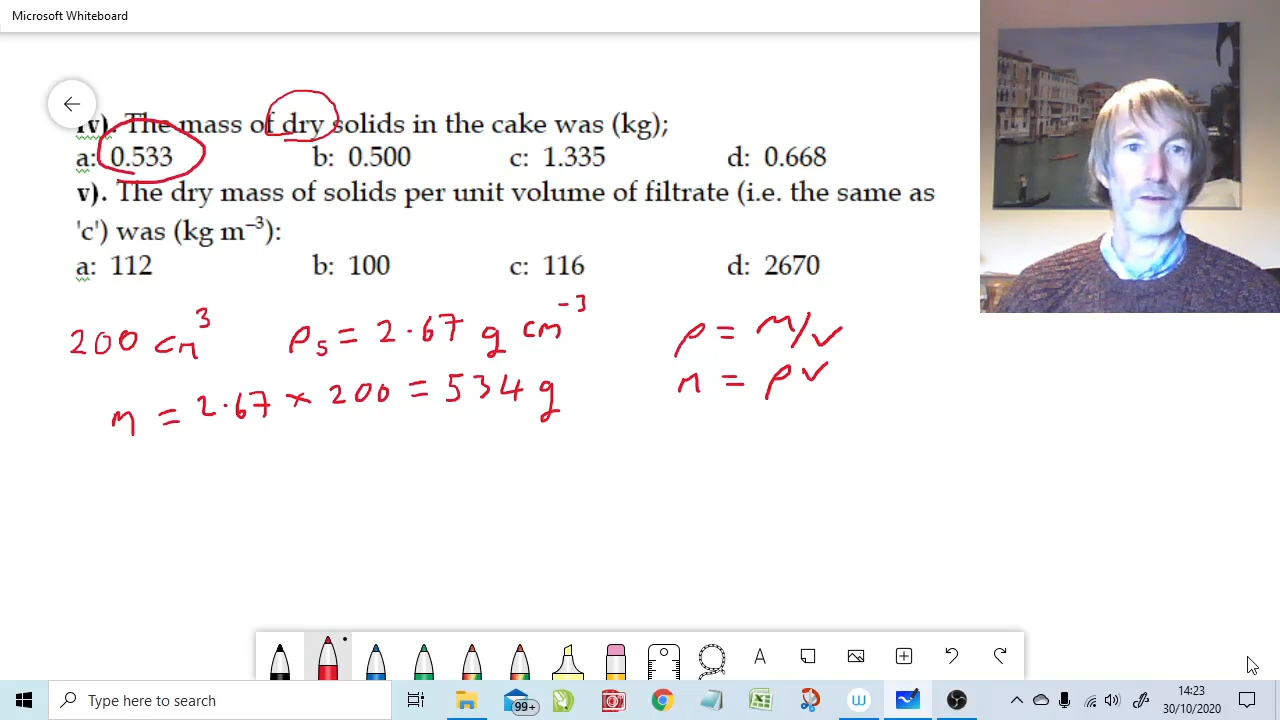 Microsoft Whiteboard
iv). The mass of dry solids in the cake was (kg);
a: 0.533 b: 0.500 c: 1.335 d: 0.668
v). The dry mass of solids per unit volume of filtrate (i.e. the same as
'c') was (kg m⁻³):
a: 112 b: 100 c: 116 d: 2670
200 cm³ ρs = 2.67 g cm⁻³ ρ = m/v
m = 2.67 × 200 = 534 g m = ρv
A
99+
W
Type here to search
14:23
30/10/2020